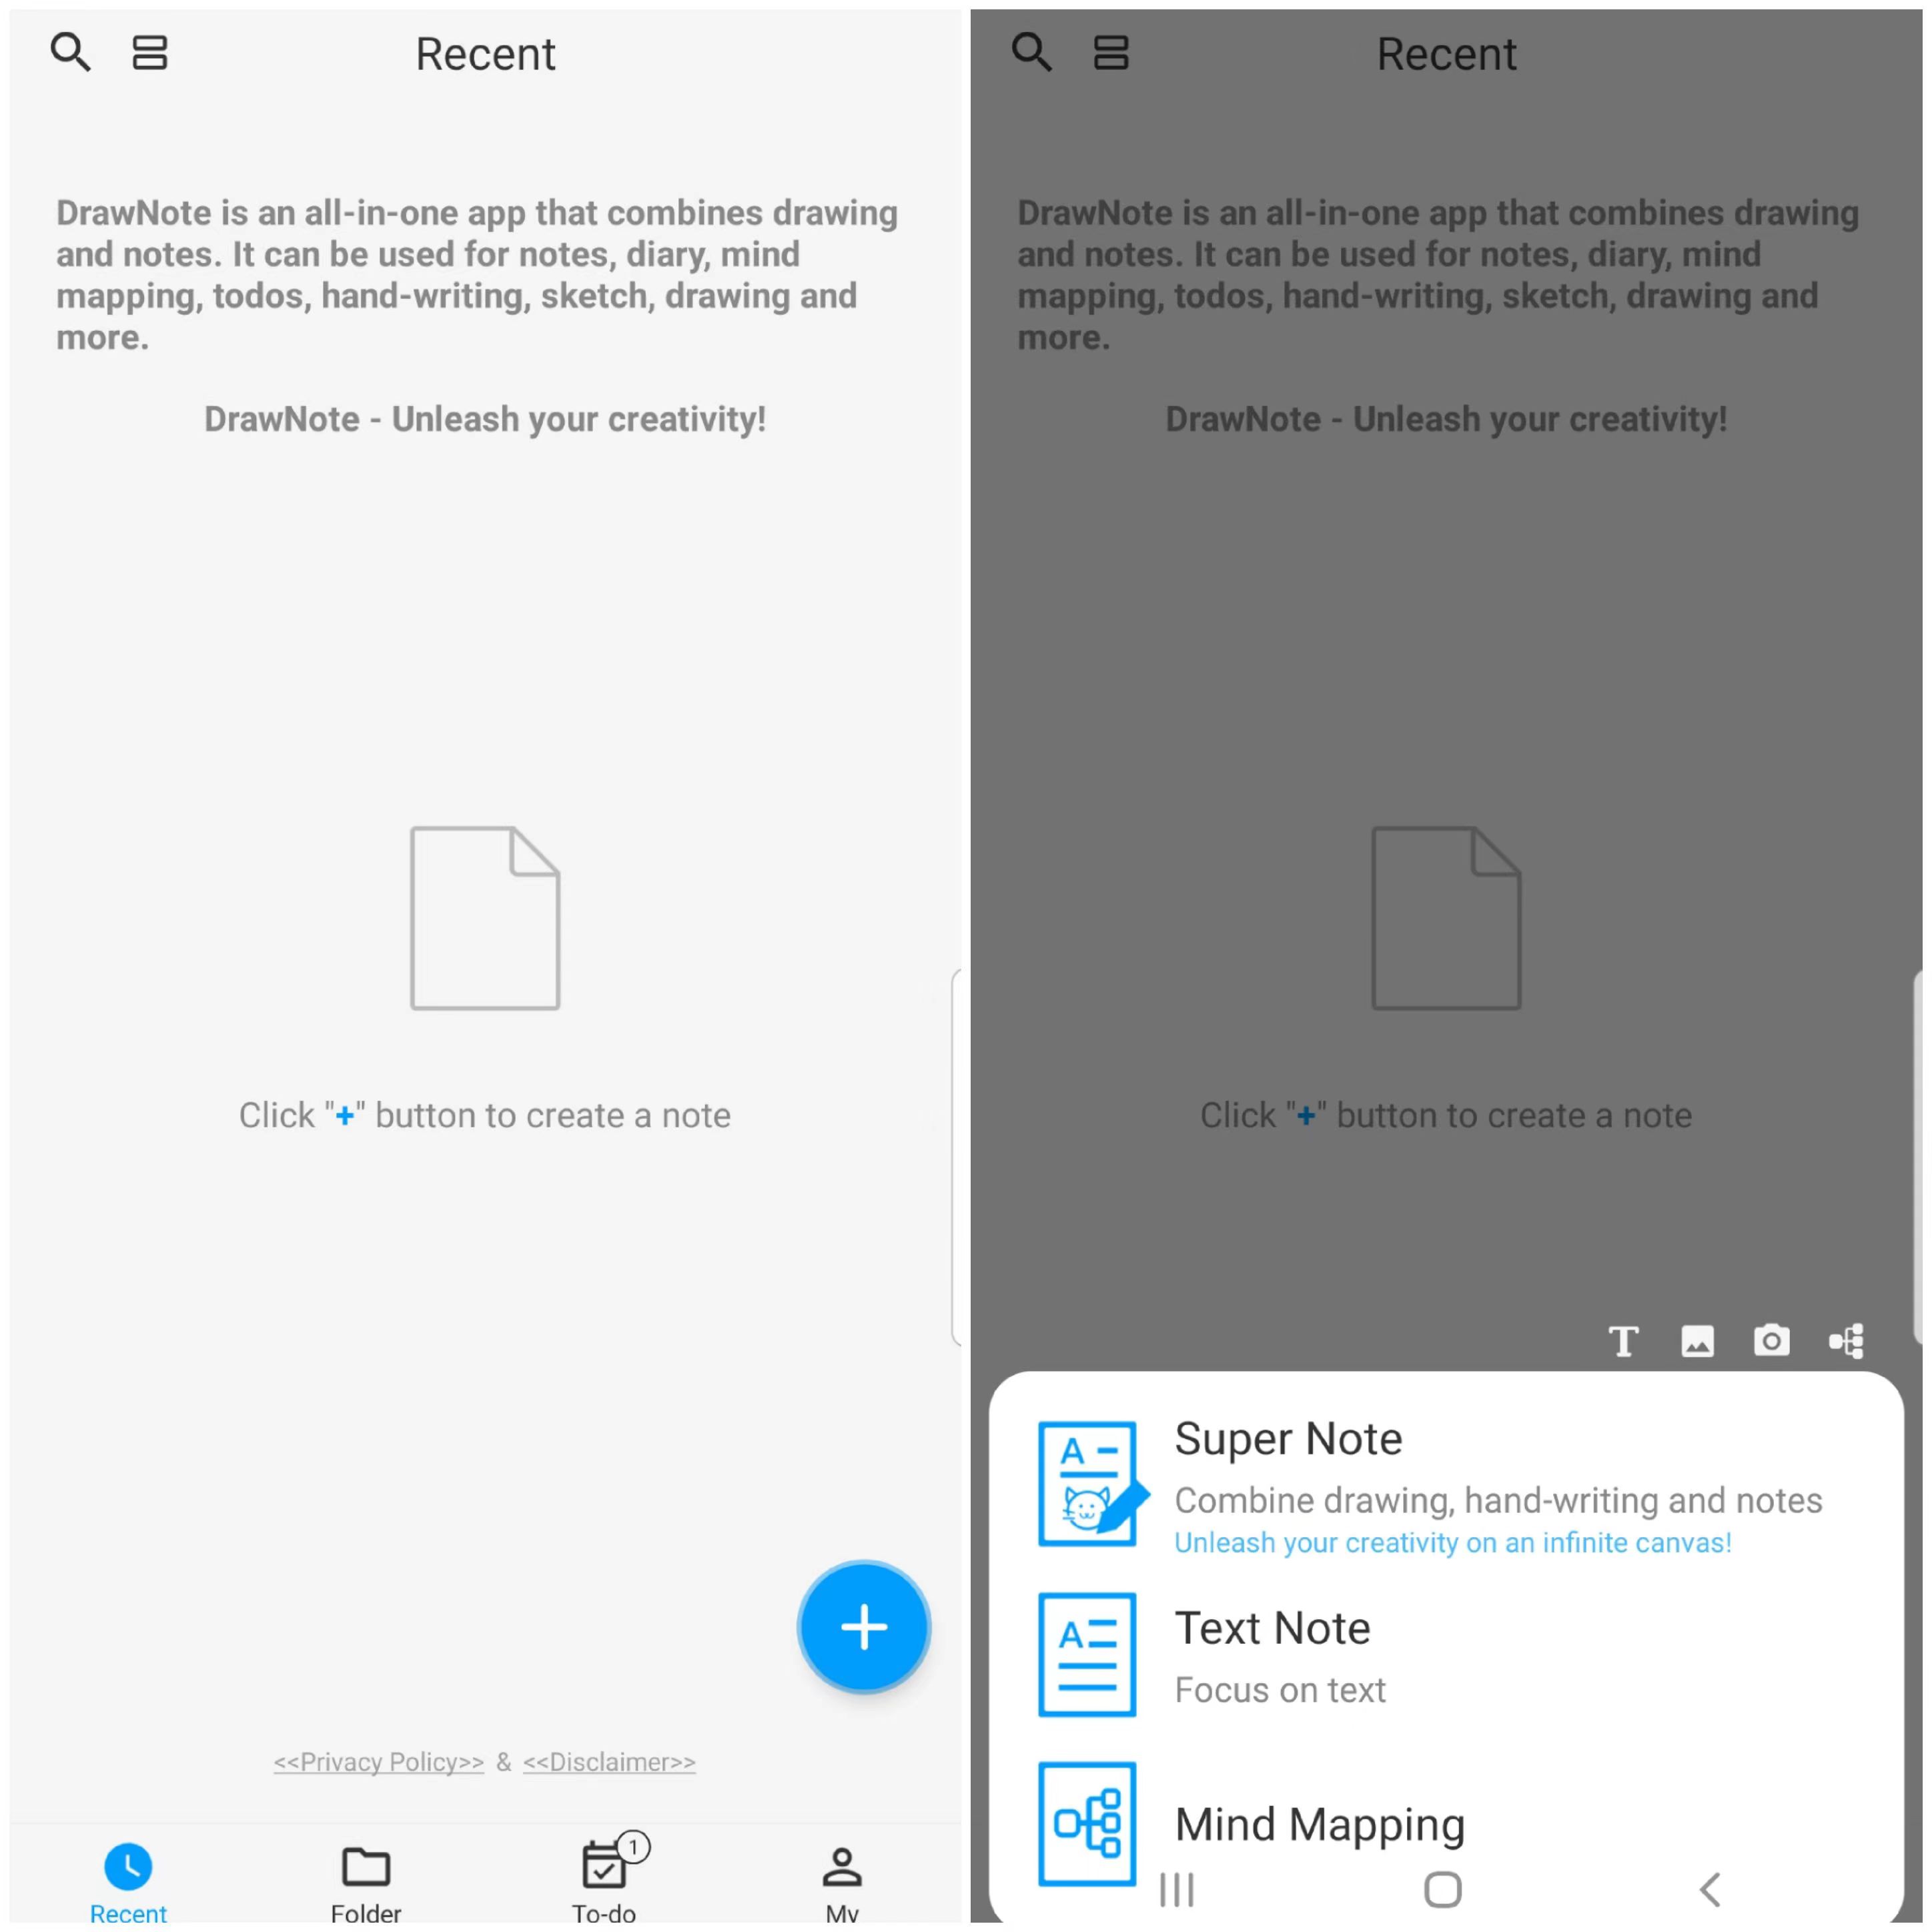 Recent
DrawNote is an all-in-one app that combines drawing
and notes. It can be used for notes, diary, mind
mapping, todos, hand-writing, sketch, drawing and
more.
DrawNote - Unleash your creativity!
Click "+" button to create a note
<<Privacy Policy>> & <<Disclaimer>>
1
Recent
Folder
To-do
My
Recent
DrawNote is an all-in-one app that combines drawing
and notes. It can be used for notes, diary, mind
mapping, todos, hand-writing, sketch, drawing and
more.
DrawNote - Unleash your creativity!
Click "+" button to create a note
T
A
Super Note
Combine drawing, hand-writing and notes
Unleash your creativity on an infinite canvas!
A
Text Note
Focus on text
Mind Mapping